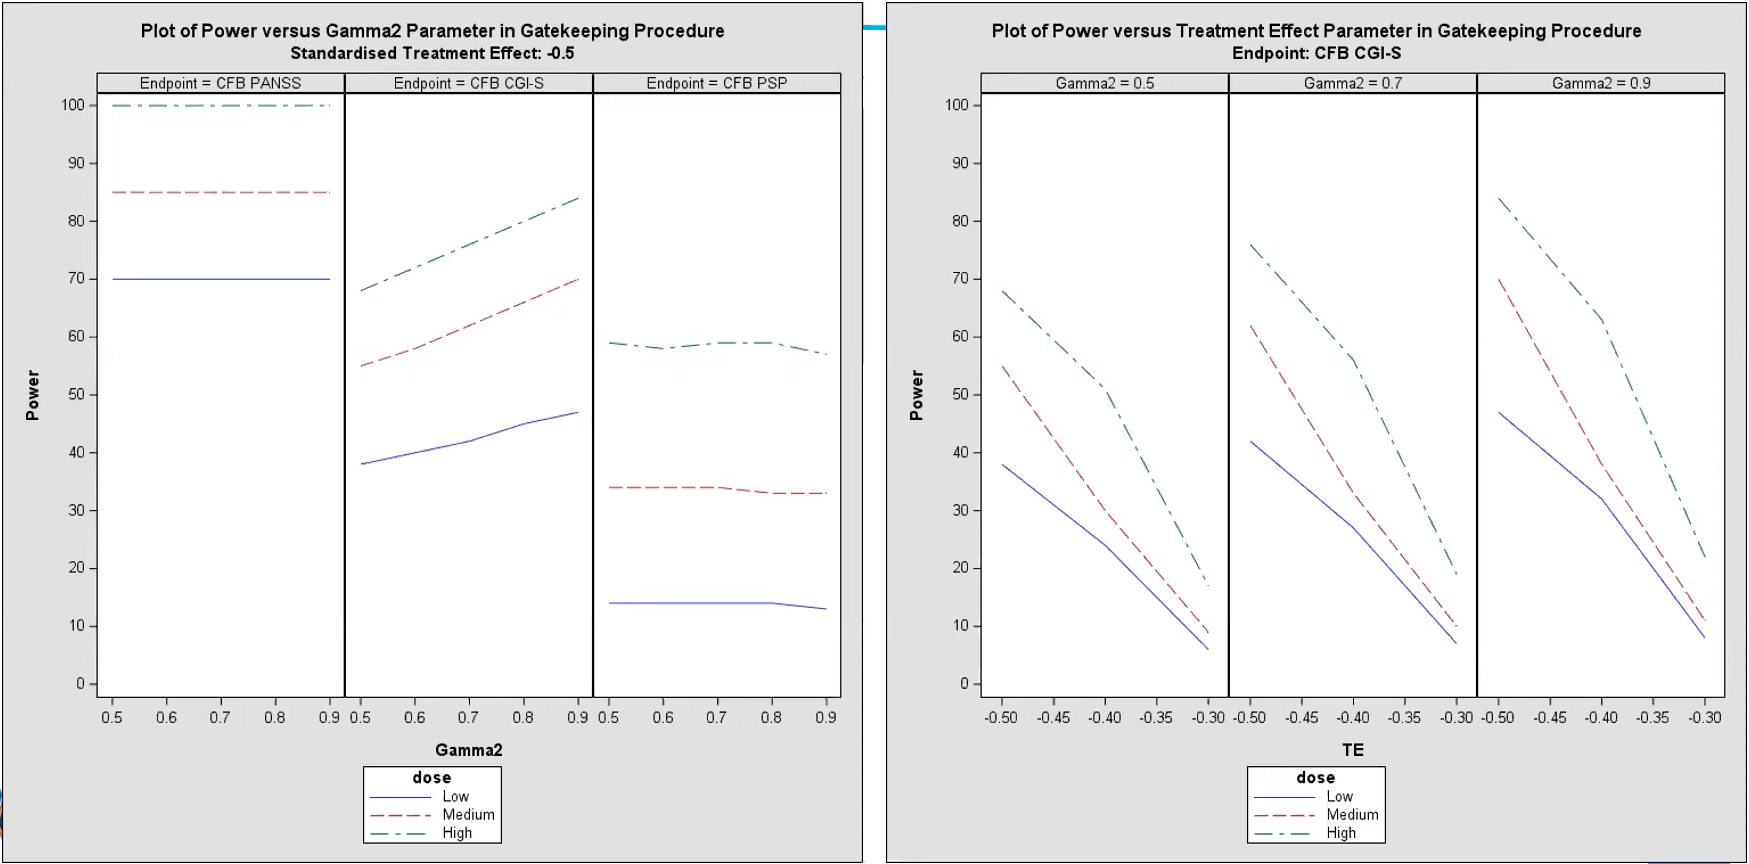 Plot of Power versus Gamma2 Parameter in Gatekeeping Procedure
Standardised Treatment Effect: -0.5
Endpoint = CFB PANSS Endpoint = CFB CGI-S Endpoint = CFB PSP
100
90
80
70
60
50
40
30
20
10
0
Power
0.5 0.6 0.7 0.8 0.9 0.5 0.6 0.7 0.8 0.9 0.5 0.6 0.7 0.8 0.9
Gamma2
dose
Low
Medium
High
Plot of Power versus Treatment Effect Parameter in Gatekeeping Procedure
Endpoint: CFB CGI-S
Gamma2 = 0.5 Gamma2 = 0.7 Gamma2 = 0.9
100
90
80
70
60
50
40
30
20
10
0
Power
-0.50 -0.45 -0.40 -0.35 -0.30 -0.50 -0.45 -0.40 -0.35 -0.30 -0.50 -0.45 -0.40 -0.35 -0.30
TE
dose
Low
Medium
High